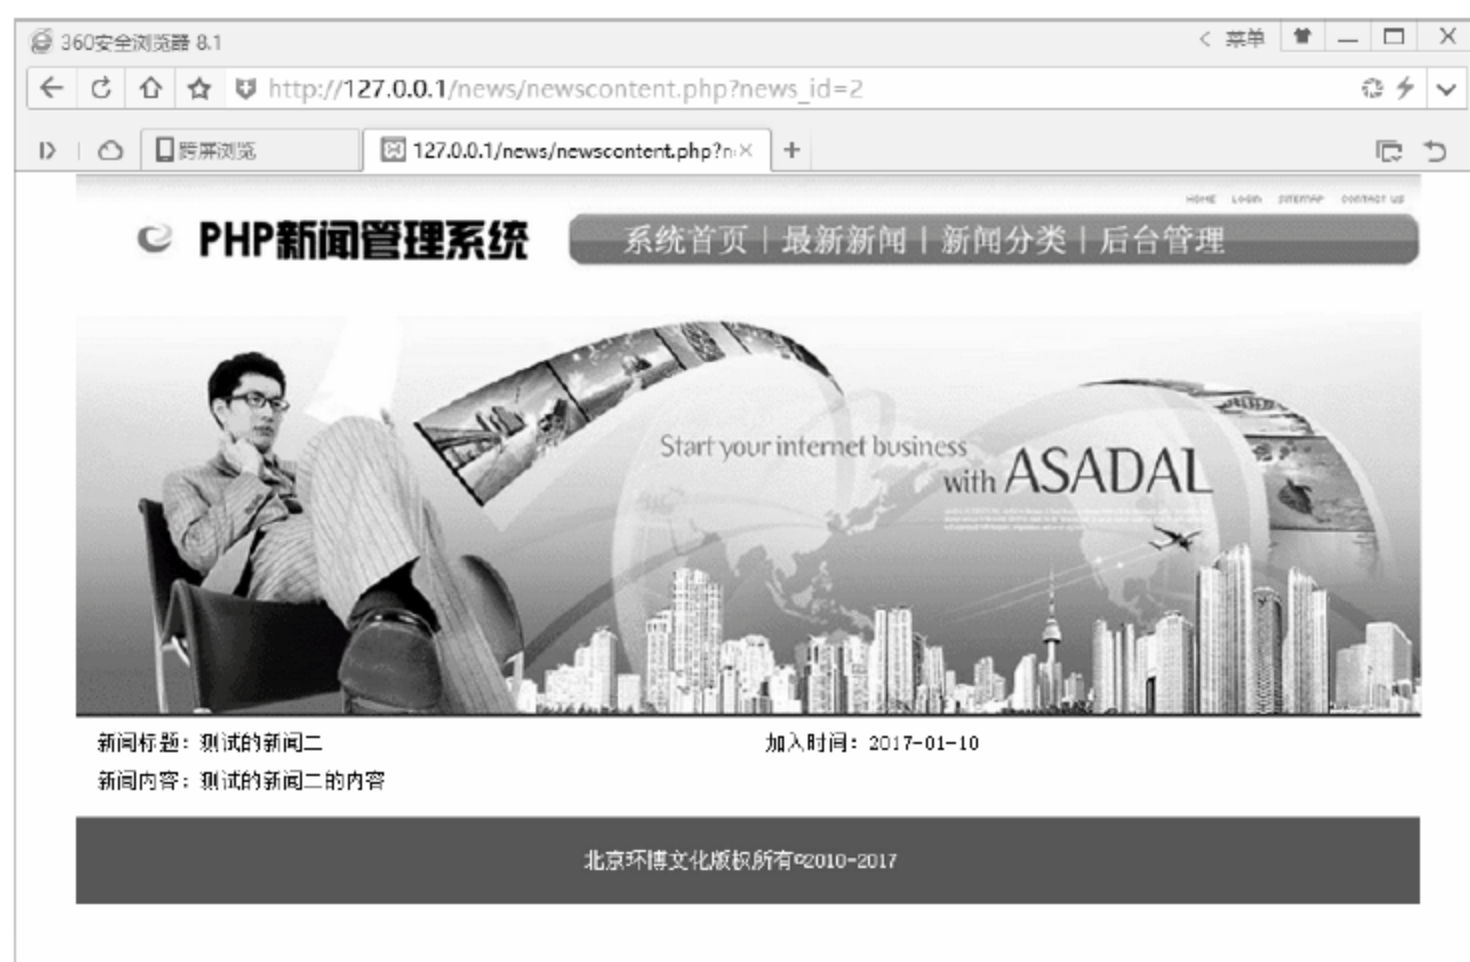 360安全浏览器 8.1
菜单
http://127.0.0.1/news/newscontent.php?news_id=2
跨屏浏览
127.0.0.1/news/newscontent.php?n
HOME LOGIN SITEMAP CONTACT US
PHP新闻管理系统
系统首页 | 最新新闻 | 新闻分类 | 后台管理
Start your internet business
with ASADAL
新闻标题：测试的新闻二
加入时间：2017-01-10
新闻内容：测试的新闻二的内容
北京环博文化版权所有©2010-2017